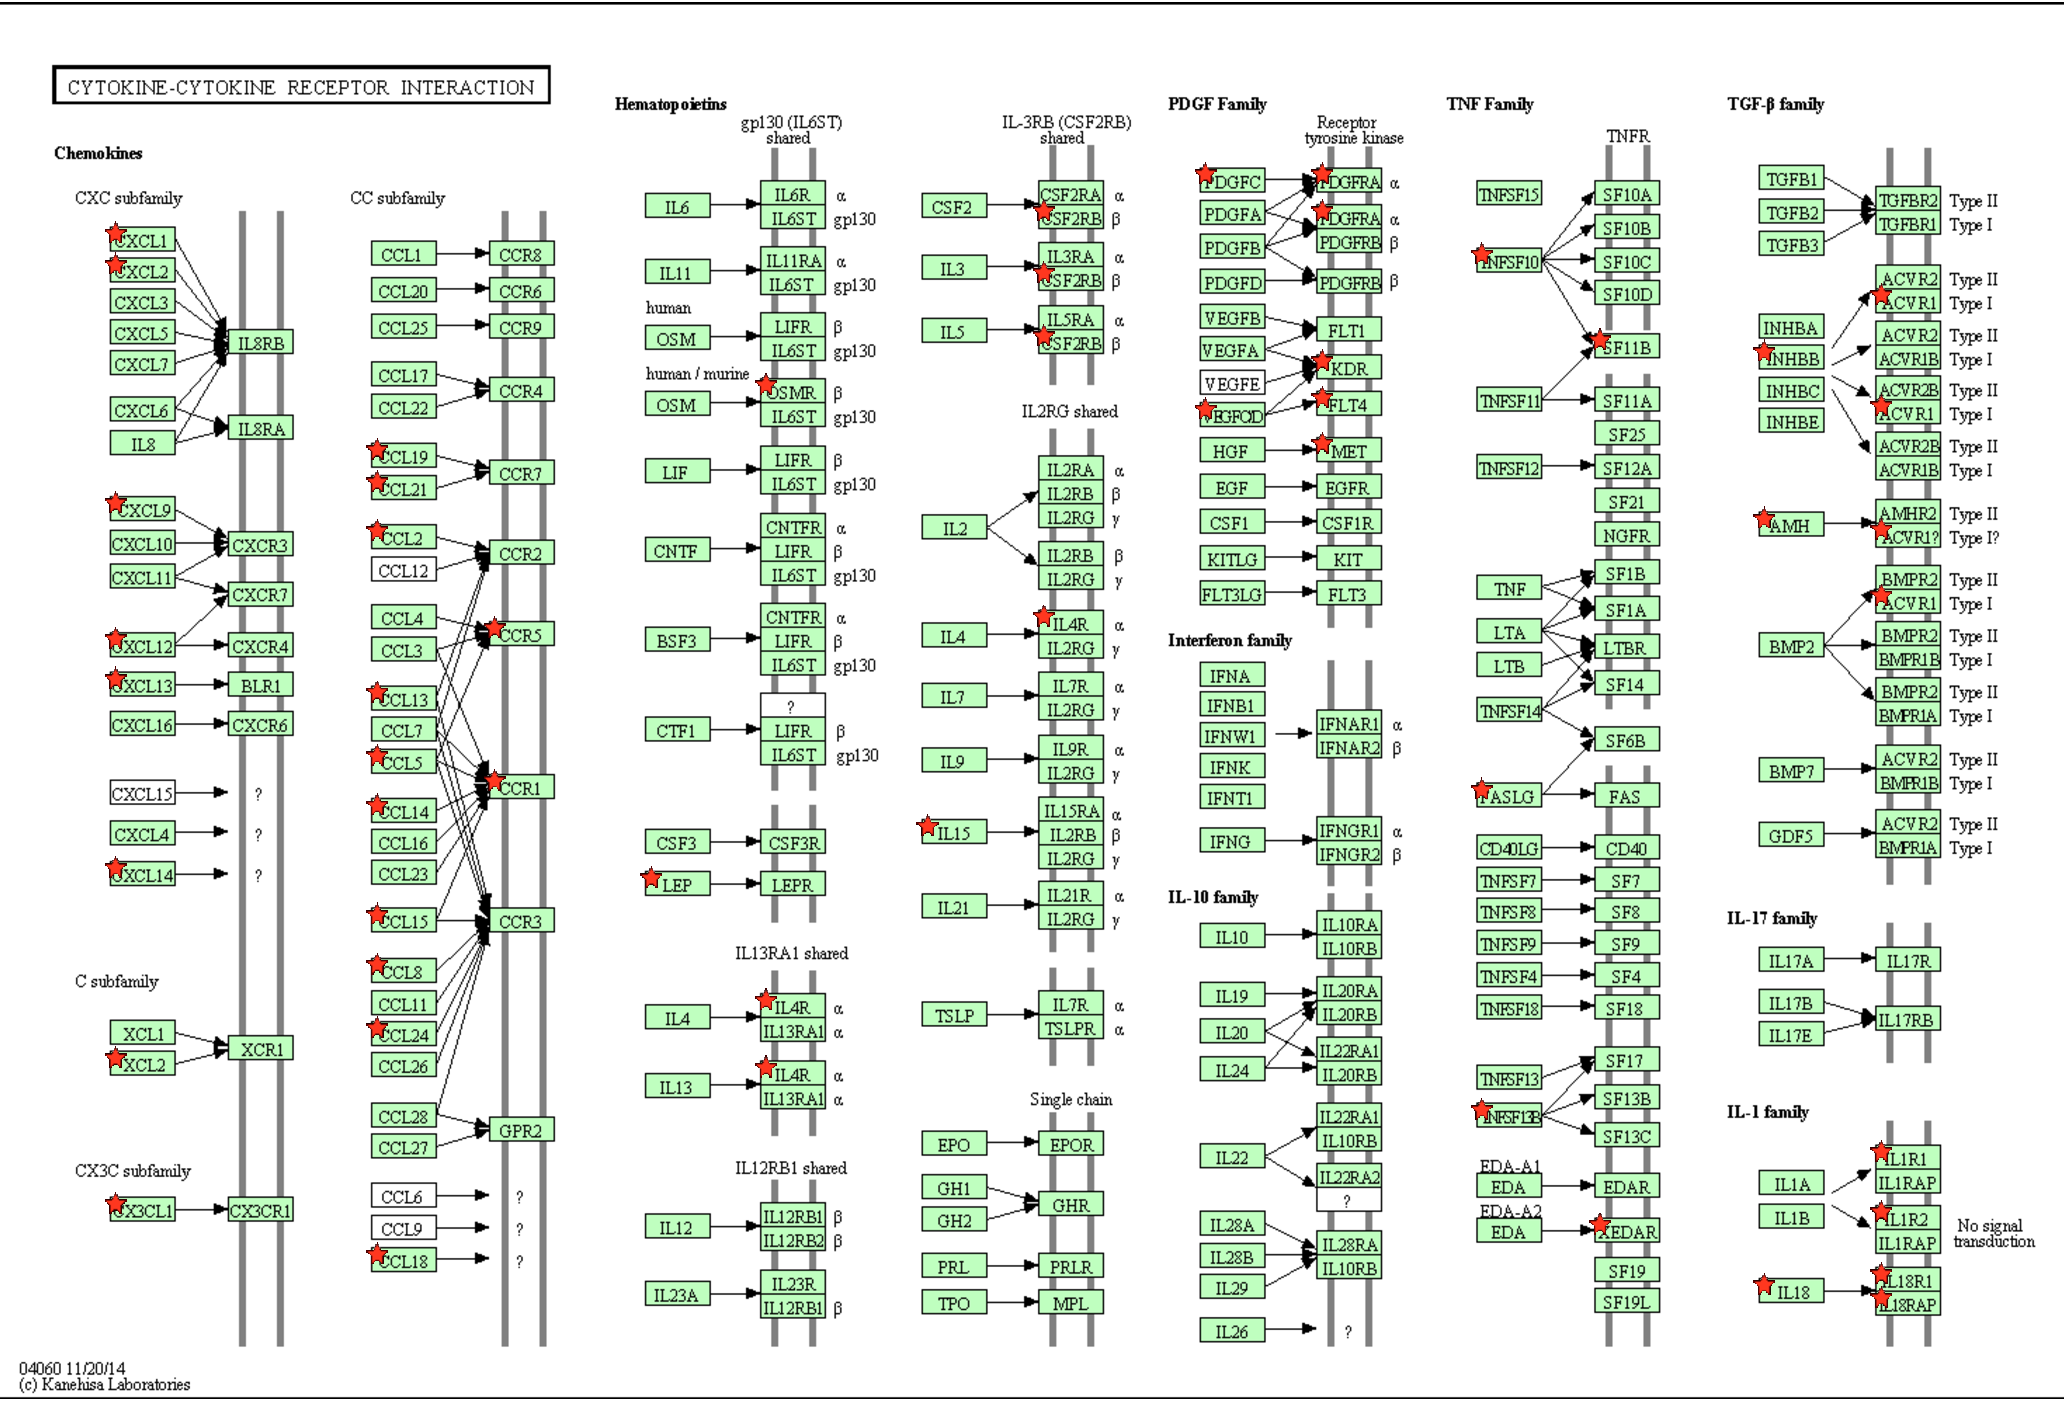 CYTOKINE-CYTOKINE RECEPTOR INTERACTION
Chemokines
CXC subfamily
CXCL1
CXCL2
CXCL3
CXCL5
CXCL7
IL8RB
CXCL6
IL8
IL8RA
CXCL9
CXCL10
CXCL11
CXCR3
CXCR7
CXCL12
CXCR4
CXCL13
BLR1
CXCL16
CXCR6
CXCL15
?
CXCL4
?
CXCL14
?
C subfamily
XCL1
XCL2
XCR1
CX3C subfamily
CX3CL1
CX3CR1
CC subfamily
CCL1
CCR8
CCL20
CCR6
CCL25
CCR9
CCL17
CCL22
CCR4
CCL19
CCL21
CCR7
CCL2
CCL12
CCR2
CCL4
CCL3
CCR5
CCL13
CCL7
CCL5
CCR1
CCL14
CCL16
CCL23
CCL15
CCR3
CCL8
CCL11
CCL24
CCL26
CCL28
CCL27
GPR2
CCL6
?
CCL9
?
CCL18
?
Hematopoietins
gp130 (IL6ST)
shared
IL6
IL6R α
IL6ST gp130
IL11
IL11RA α
IL6ST gp130
human
OSM
LIFR β
IL6ST gp130
human / murine
OSM
OSMR β
IL6ST gp130
LIF
LIFR β
IL6ST gp130
CNTF
CNTFR α
LIFR β
IL6ST gp130
BSF3
CNTFR α
LIFR β
IL6ST gp130
CTF1
?
LIFR β
IL6ST gp130
CSF3
CSF3R
LEP
LEPR
IL13RA1 shared
IL4
IL4R α
IL13RA1 α
IL13
IL4R α
IL13RA1 α
IL12RB1 shared
IL12
IL12RB1 β
IL12RB2 β
IL23A
IL23R
IL12RB1 β
IL-3RB (CSF2RB)
shared
CSF2
CSF2RA α
CSF2RB β
IL3
IL3RA α
CSF2RB β
IL5
IL5RA α
CSF2RB β
IL2RG shared
IL2
IL2RA α
IL2RB β
IL2RG γ
IL2RB β
IL2RG γ
IL4
IL4R α
IL2RG γ
IL7
IL7R α
IL2RG γ
IL9
IL9R α
IL2RG γ
IL15
IL15RA α
IL2RB β
IL2RG γ
IL21
IL21R α
IL2RG γ
TSLP
IL7R α
TSLPR α
Single chain
EPO
EPOR
GH1
GH2
GHR
PRL
PRLR
TPO
MPL
PDGF Family
Receptor
tyrosine kinase
PDGFC
PDGFA
PDGFB
PDGFD
PDGFRA α
PDGFRA α
PDGFRB β
PDGFRB β
VEGFB
VEGFA
VEGFE
VEGFC/D
FLT1
KDR
FLT4
HGF
MET
EGF
EGFR
CSF1
CSF1R
KITLG
KIT
FLT3LG
FLT3
Interferon family
IFNA
IFNB1
IFNW1
IFNK
IFNT1
IFNAR1 α
IFNAR2 β
IFNG
IFNGR1 α
IFNGR2 β
IL-10 family
IL10
IL10RA
IL10RB
IL19
IL20
IL24
IL20RA
IL20RB
IL22RA1
IL20RB
IL22
IL22RA1
IL10RB
IL22RA2
?
IL28A
IL28B
IL29
IL28RA
IL10RB
IL26
?
TNF Family
TNFR
TNFSF15
TNFSF10
SF10A
SF10B
SF10C
SF10D
SF11B
TNFSF11
SF11A
SF25
TNFSF12
SF12A
SF21
NGFR
TNF
LTA
LTB
TNFSF14
SF1B
SF1A
LTBR
SF14
SF6B
FASLG
FAS
CD40LG
CD40
TNFSF7
SF7
TNFSF8
SF8
TNFSF9
SF9
TNFSF4
SF4
TNFSF18
SF18
TNFSF13
TNFSF13B
SF17
SF13B
SF13C
EDA-A1
EDA
EDAR
EDA-A2
EDA
XEDAR
SF19
SF19L
TGF-β family
TGFB1
TGFB2
TGFB3
TGFBR2 Type II
TGFBR1 Type I
INHBA
INHBB
INHBC
INHBE
ACVR2 Type II
ACVR1 Type I
ACVR2 Type II
ACVR1B Type I
ACVR2B Type II
ACVR1 Type I
ACVR2B Type II
ACVR1B Type I
AMH
AMHR2 Type II
ACVR1? Type I?
BMP2
BMPR2 Type II
ACVR1 Type I
BMPR2 Type II
BMPR1B Type I
BMPR2 Type II
BMPR1A Type I
BMP7
ACVR2 Type II
BMPR1B Type I
GDF5
ACVR2 Type II
BMPR1A Type I
IL-17 family
IL17A
IL17R
IL17B
IL17E
IL17RB
IL-1 family
IL1A
IL1B
IL1R1
IL1RAP
IL1R2
IL1RAP
No signal
transduction
IL18
IL18R1
IL18RAP
04060 11/20/14
(c) Kanehisa Laboratories